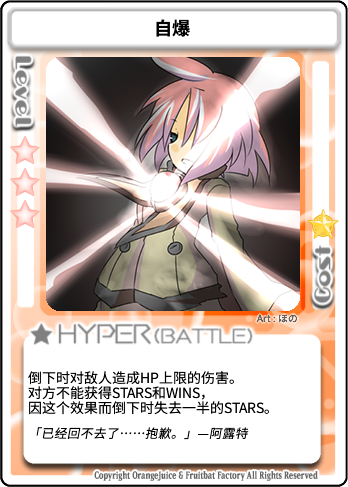 自爆
Level
Cost
Art : ほの
HYPER(BATTLE)
倒下时对敌人造成HP上限的伤害。
对方不能获得STARS和WINS，
因这个效果而倒下时失去一半的STARS。
「已经回不去了……抱歉。」—阿露特
Copyright OrangeJuice & Fruitbat Factory All Rights Reserved